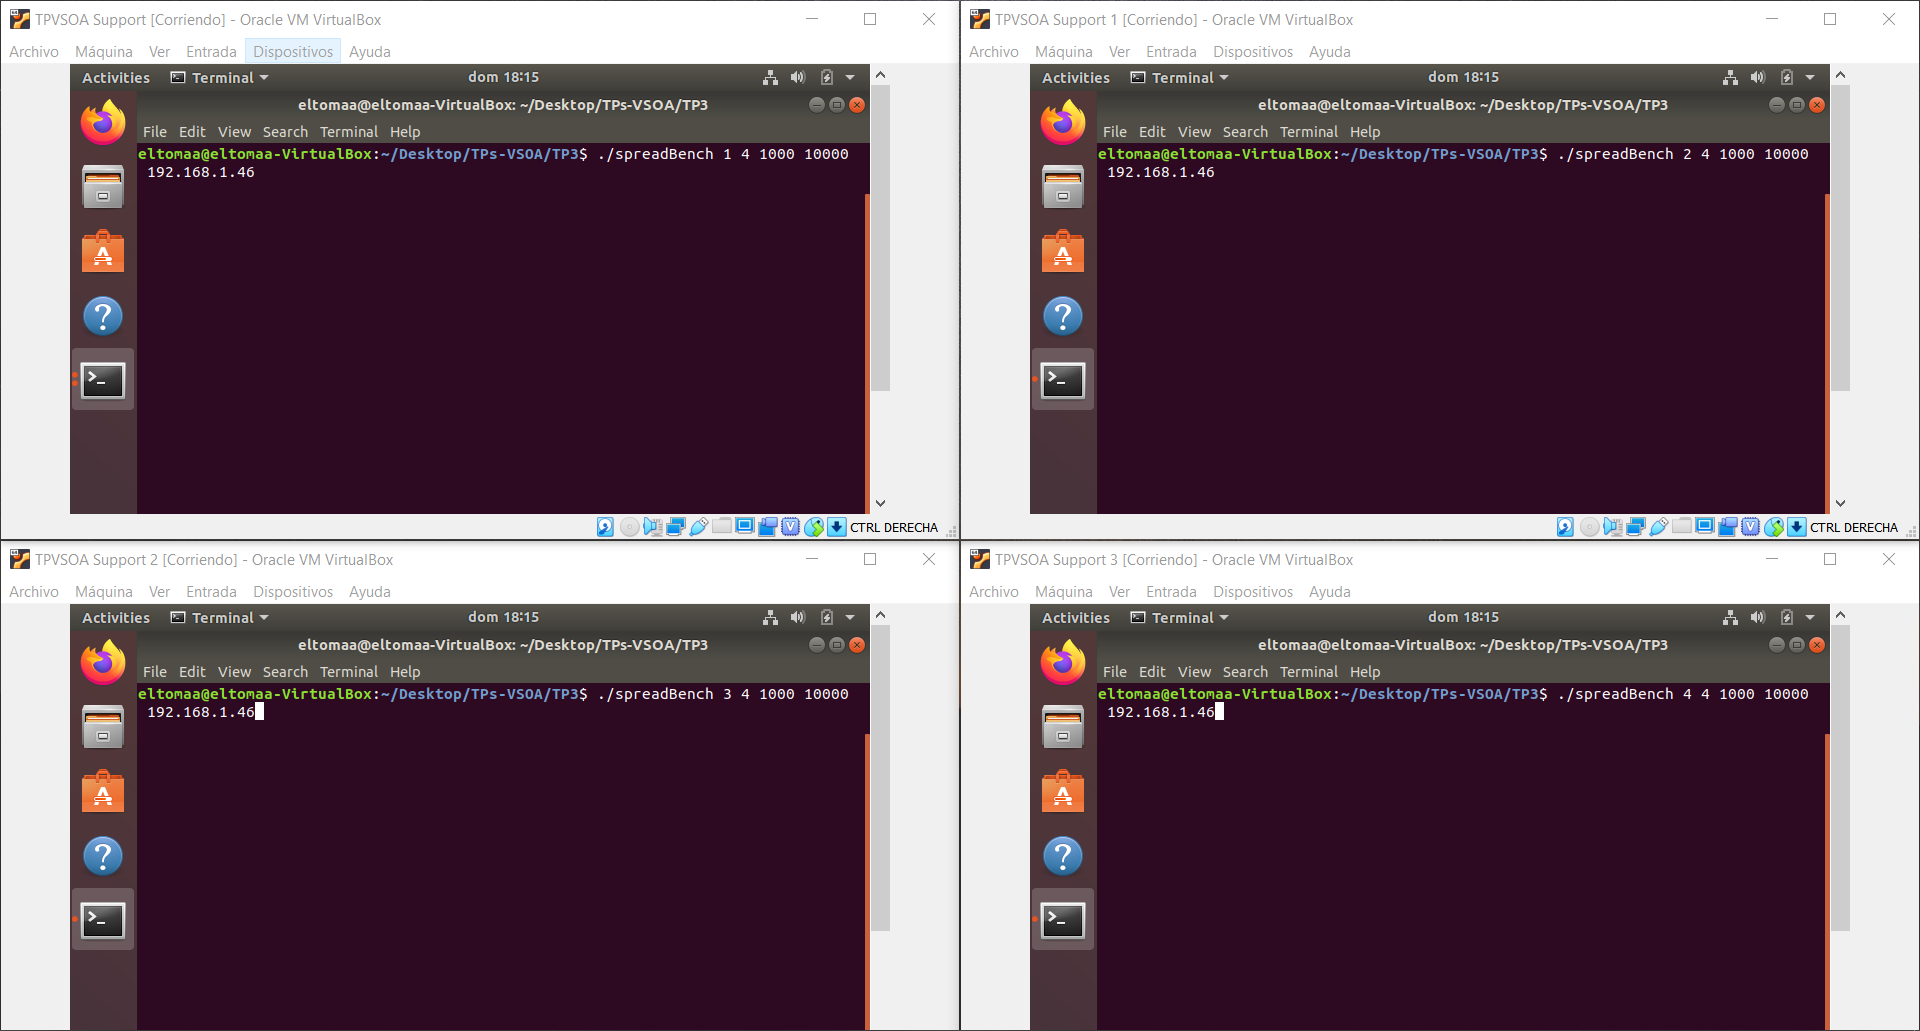 TPVSOA Support [Corriendo] - Oracle VM VirtualBox
Archivo Máquina Ver Entrada Dispositivos Ayuda
Activities Terminal dom 18:15
eltomaa@eltomaa-VirtualBox: ~/Desktop/TPs-VSOA/TP3
File Edit View Search Terminal Help
eltomaa@eltomaa-VirtualBox:~/Desktop/TPs-VSOA/TP3$ ./spreadBench 1 4 1000 10000
192.168.1.46
CTRL DERECHA
TPVSOA Support 1 [Corriendo] - Oracle VM VirtualBox
Archivo Máquina Ver Entrada Dispositivos Ayuda
Activities Terminal dom 18:15
eltomaa@eltomaa-VirtualBox: ~/Desktop/TPs-VSOA/TP3
File Edit View Search Terminal Help
eltomaa@eltomaa-VirtualBox:~/Desktop/TPs-VSOA/TP3$ ./spreadBench 2 4 1000 10000
192.168.1.46
CTRL DERECHA
TPVSOA Support 2 [Corriendo] - Oracle VM VirtualBox
Archivo Máquina Ver Entrada Dispositivos Ayuda
Activities Terminal dom 18:15
eltomaa@eltomaa-VirtualBox: ~/Desktop/TPs-VSOA/TP3
File Edit View Search Terminal Help
eltomaa@eltomaa-VirtualBox:~/Desktop/TPs-VSOA/TP3$ ./spreadBench 3 4 1000 10000
192.168.1.46
TPVSOA Support 3 [Corriendo] - Oracle VM VirtualBox
Archivo Máquina Ver Entrada Dispositivos Ayuda
Activities Terminal dom 18:15
eltomaa@eltomaa-VirtualBox: ~/Desktop/TPs-VSOA/TP3
File Edit View Search Terminal Help
eltomaa@eltomaa-VirtualBox:~/Desktop/TPs-VSOA/TP3$ ./spreadBench 4 4 1000 10000
192.168.1.46